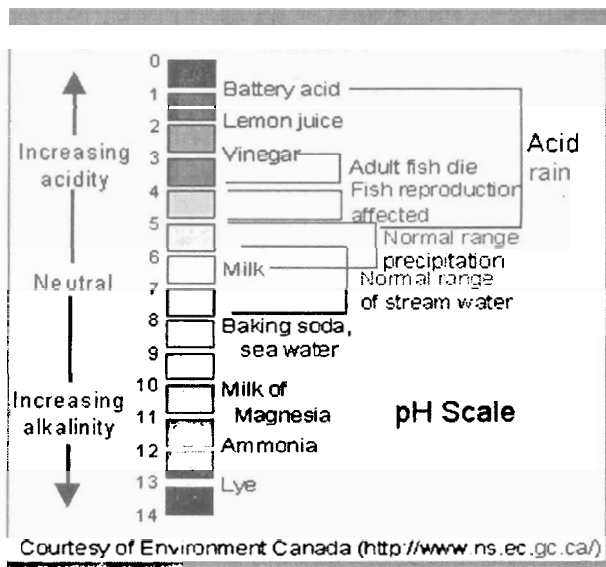 0
1
Battery acid
Lemon juice
2
Acid
Increasing
acidity
Vinegar
3
Adult fish die
rain
4
Fish reproduction
affected
5
Normal range
precipitation
6
Milk
Neutral
Normal range
of stream water
7
8
Baking soda,
sea water
9
10
Increasing
alkalinity
Milk of
Magnesia
pH Scale
11
12
Ammonia
13
Lye
14
Courtesy of Environment Canada (http://www.ns.ec.gc.ca/)